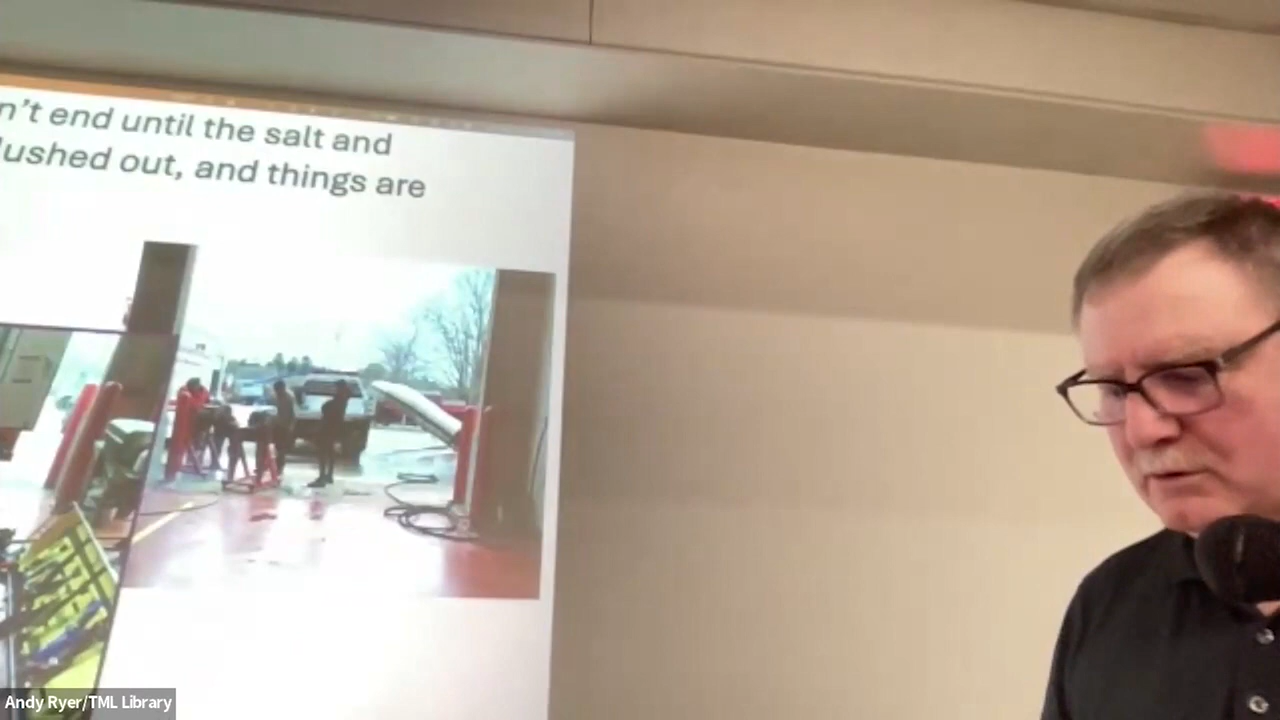 n't end until the salt and
lushed out, and things are
Andy Ryer/TML Library